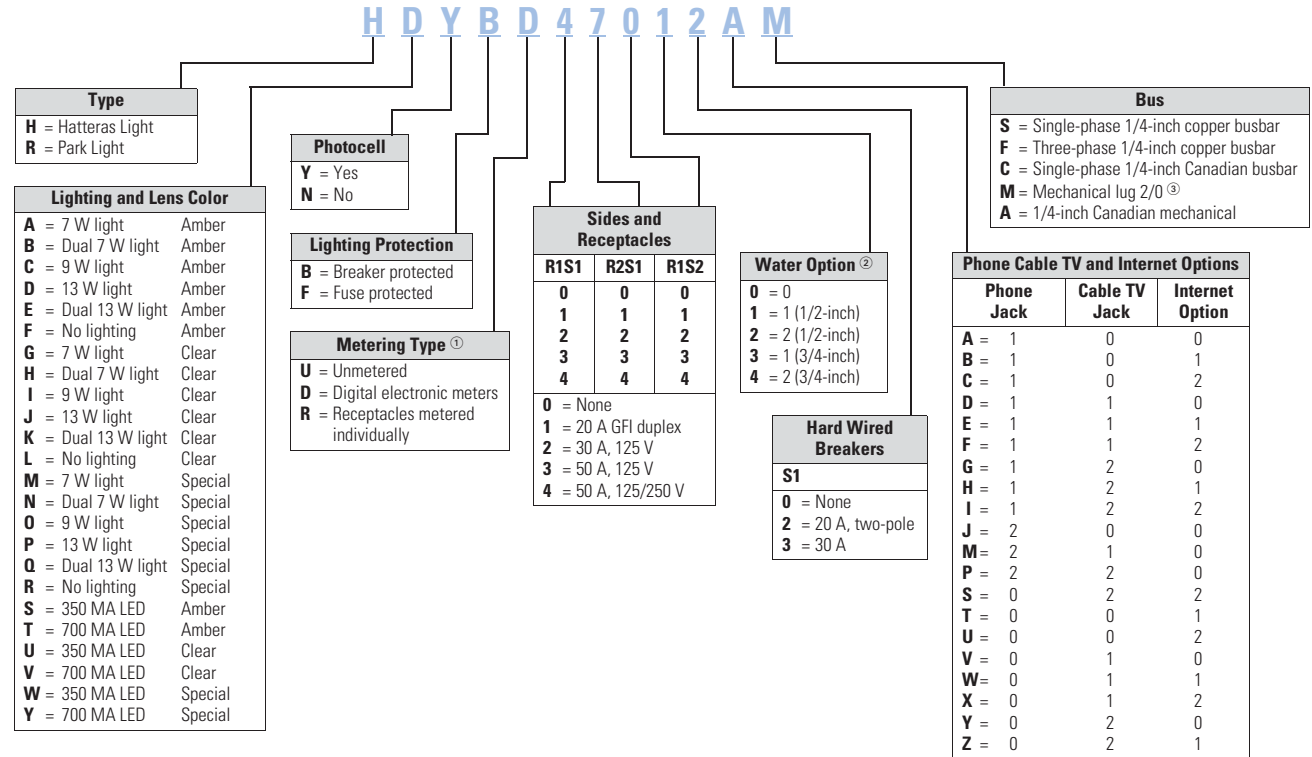 H D Y B D 4 7 0 1 2 A M
Type
H = Hatteras Light
R = Park Light
Lighting and Lens Color
A = 7 W light Amber
B = Dual 7 W light Amber
C = 9 W light Amber
D = 13 W light Amber
E = Dual 13 W light Amber
F = No lighting Amber
G = 7 W light Clear
H = Dual 7 W light Clear
I = 9 W light Clear
J = 13 W light Clear
K = Dual 13 W light Clear
L = No lighting Clear
M = 7 W light Special
N = Dual 7 W light Special
O = 9 W light Special
P = 13 W light Special
Q = Dual 13 W light Special
R = No lighting Special
S = 350 MA LED Amber
T = 700 MA LED Amber
U = 350 MA LED Clear
V = 700 MA LED Clear
W = 350 MA LED Special
Y = 700 MA LED Special
Photocell
Y = Yes
N = No
Lighting Protection
B = Breaker protected
F = Fuse protected
Metering Type ①
U = Unmetered
D = Digital electronic meters
R = Receptacles metered
individually
Sides and
Receptacles
R1S1 R2S1 R1S2
0 0 0
1 1 1
2 2 2
3 3 3
4 4 4
0 = None
1 = 20 A GFI duplex
2 = 30 A, 125 V
3 = 50 A, 125 V
4 = 50 A, 125/250 V
Water Option ②
0 = 0
1 = 1 (1/2-inch)
2 = 2 (1/2-inch)
3 = 1 (3/4-inch)
4 = 2 (3/4-inch)
Hard Wired
Breakers
S1
0 = None
2 = 20 A, two-pole
3 = 30 A
Bus
S = Single-phase 1/4-inch copper busbar
F = Three-phase 1/4-inch copper busbar
C = Single-phase 1/4-inch Canadian busbar
M = Mechanical lug 2/0 ③
A = 1/4-inch Canadian mechanical
Phone Cable TV and Internet Options
Phone Cable TV Internet
Jack Jack Option
A = 1 0 0
B = 1 0 1
C = 1 0 2
D = 1 1 0
E = 1 1 1
F = 1 1 2
G = 1 2 0
H = 1 2 1
I = 1 2 2
J = 2 0 0
M = 2 1 0
P = 2 2 0
S = 0 2 2
T = 0 0 1
U = 0 0 2
V = 0 1 0
W = 0 1 1
X = 0 1 2
Y = 0 2 0
Z = 0 2 1